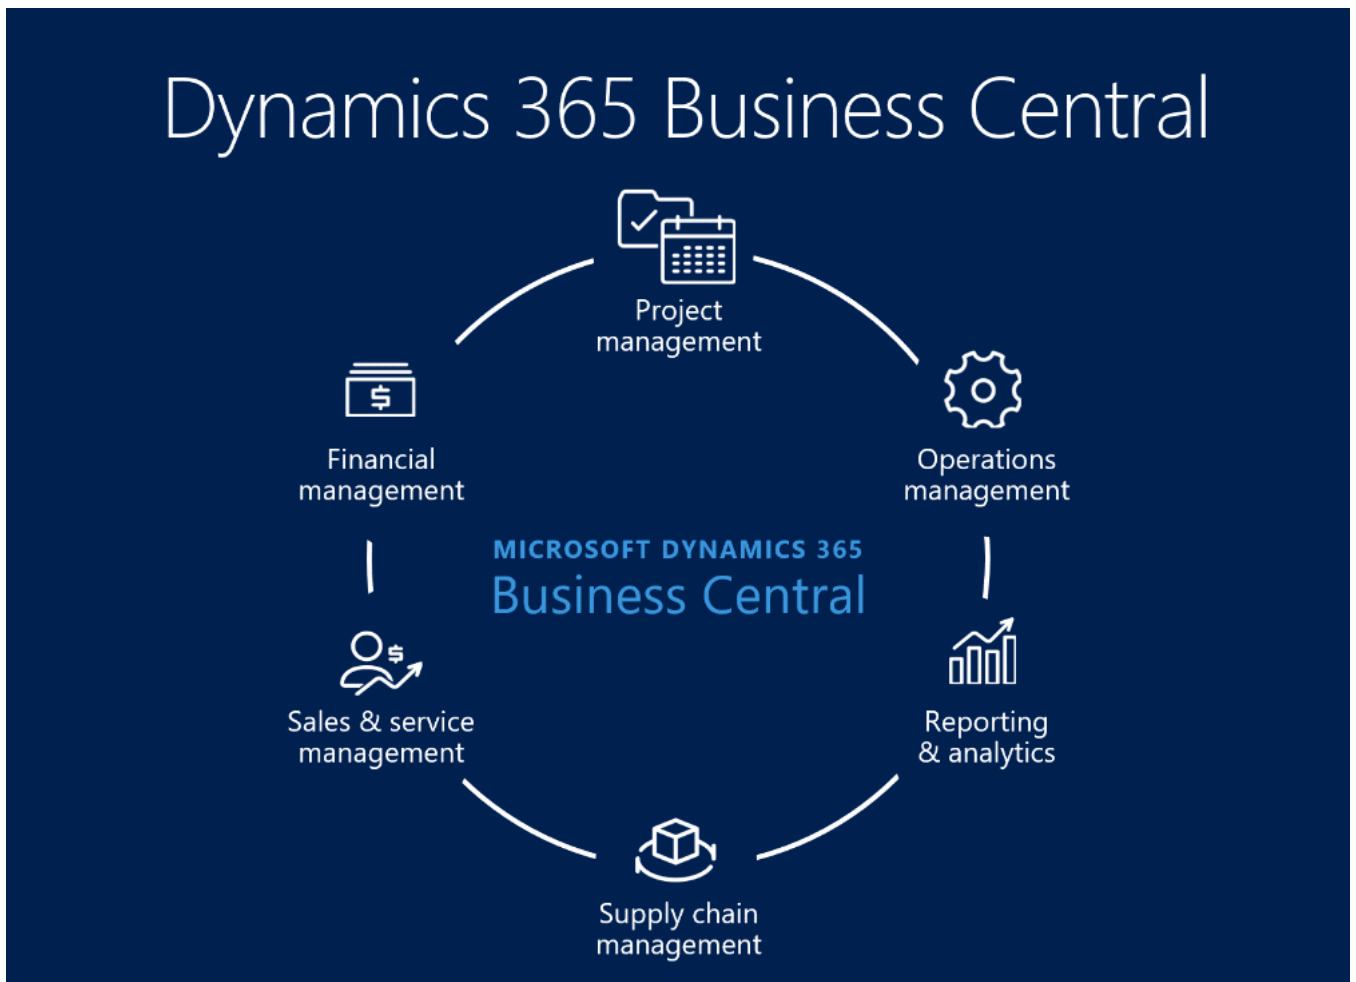 Dynamics 365 Business Central
Project
management
Financial
management
Operations
management
MICROSOFT DYNAMICS 365
Business Central
Sales & service
management
Reporting
& analytics
Supply chain
management